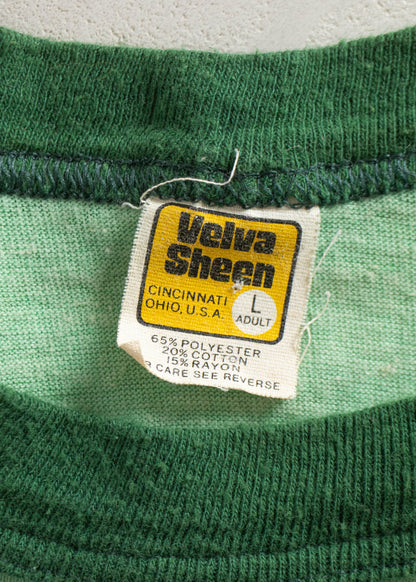 Velva
Sheen
CINCINNATI
OHIO, U.S.A.
L
ADULT
65% POLYESTER
20% COTTON
15% RAYON
R CARE SEE REVERSE